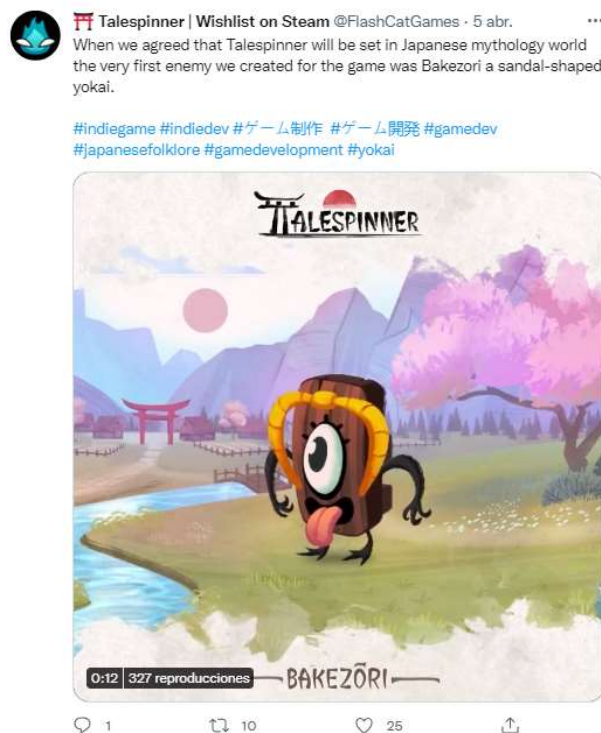 Talespinner | Wishlist on Steam @FlashCatGames · 5 abr.
When we agreed that Talespinner will be set in Japanese mythology world
the very first enemy we created for the game was Bakezori a sandal-shaped
yokai.
#indiegame #indiedev #ゲーム制作 #ゲーム開発 #gamedev
#japanesefolklore #gamedevelopment #yokai
TALESPINNER
0:12 | 327 reproducciones
BAKEZŌRI
1 10 25